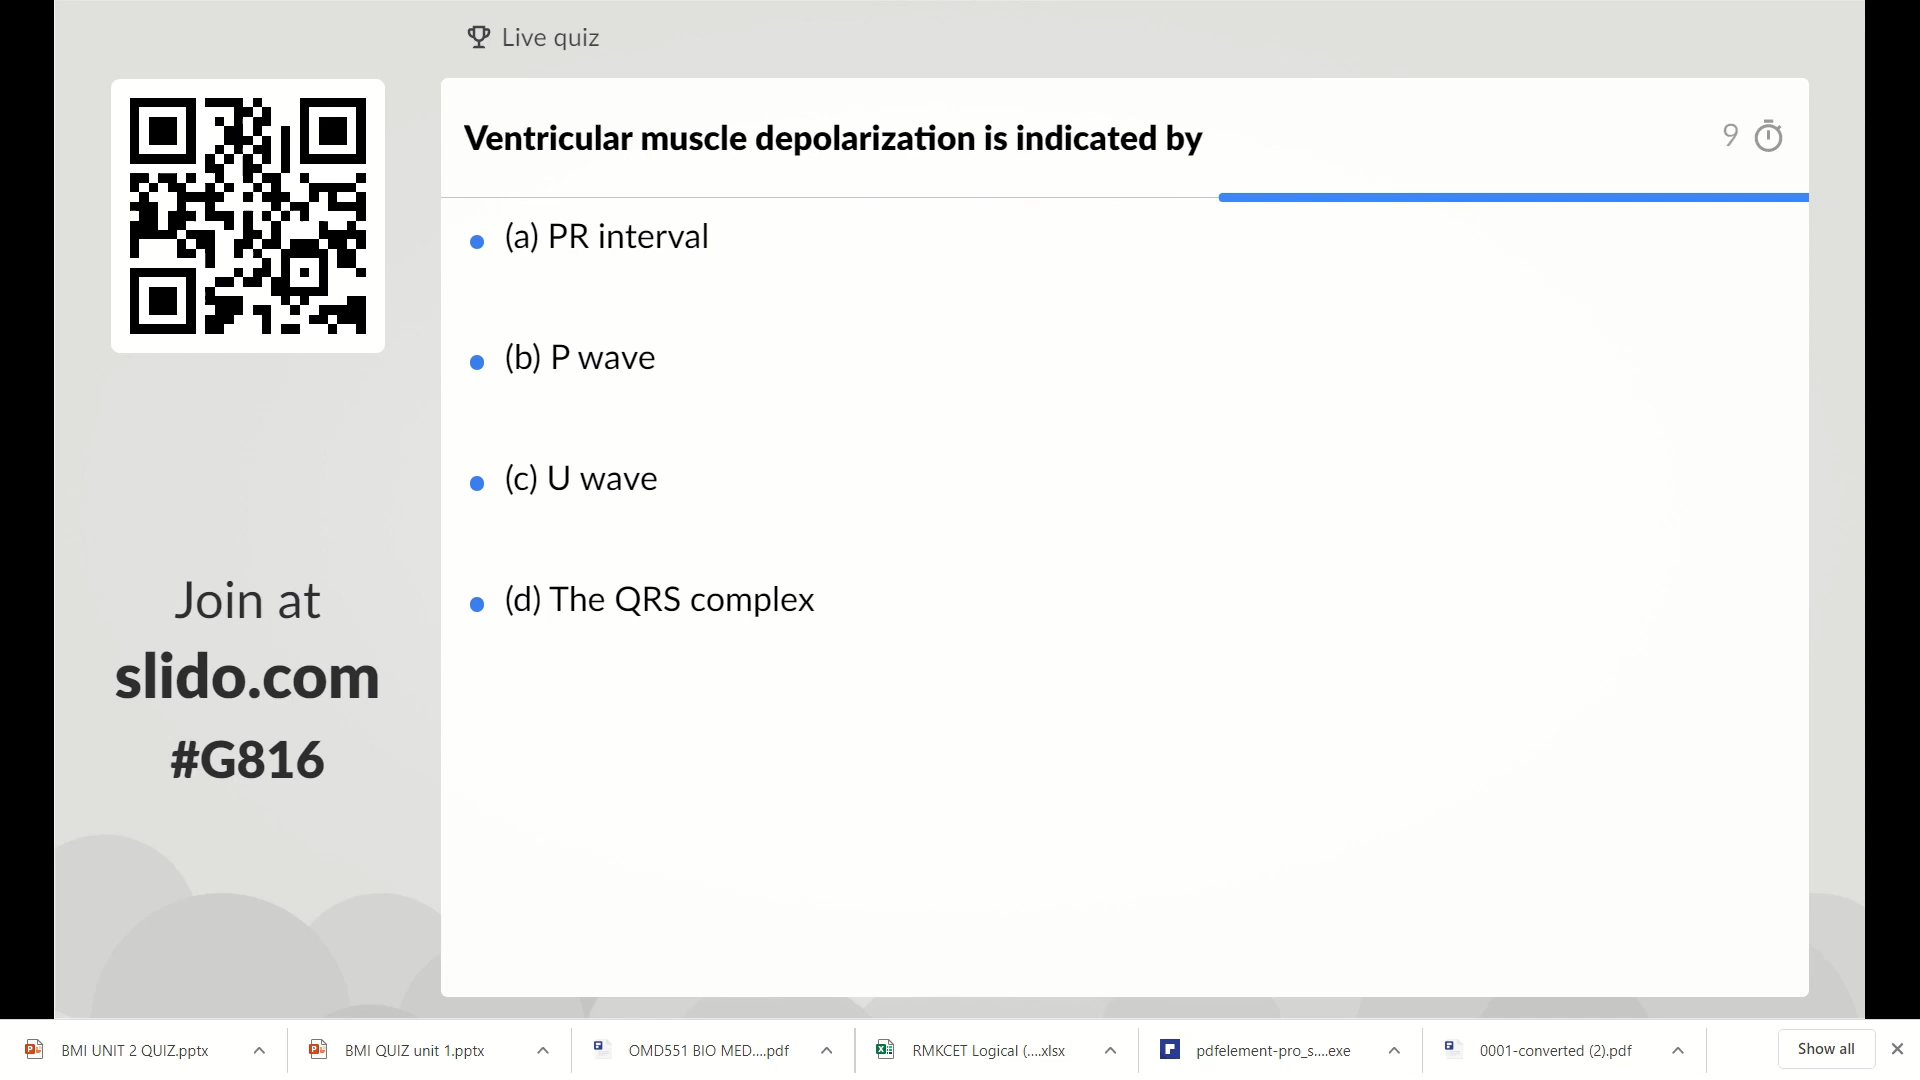 Live quiz
Ventricular muscle depolarization is indicated by
9
(a) PR interval
(b) P wave
(c) U wave
(d) The QRS complex
Join at
slido.com
#G816
BMI UNIT 2 QUIZ.pptx
BMI QUIZ unit 1.pptx
OMD551 BIO MED....pdf
RMKCET Logical (....xlsx
pdfelement-pro_s....exe
0001-converted (2).pdf
Show all